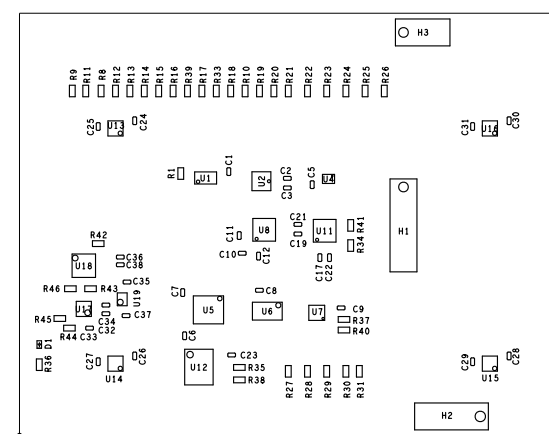 H3
R9 R11 R8 R12 R13 R14 R15 R16 R39 R17 R33 R18 R10 R19 R20 R21 R22 R23 R24 R25 R26
C25 U13 C24 C31 U16 C30
R1 U1 C1 U2 C2 C3 C5 U4
C11 U8 C21 C19 U11 R41 R34 H1
R42 C10 C12 C17 C22
U18 C36 C38
R46 R43 C35 U19 C7 C8
U17 C34 C37 U5 U6 U7 C9
R45 R44 C33 C32 R37 R40
D1 C6
R36 C27 U14 C26 U12 C23 R35 R38 C29 U15 C28
R27 R28 R29 R30 R31
H2